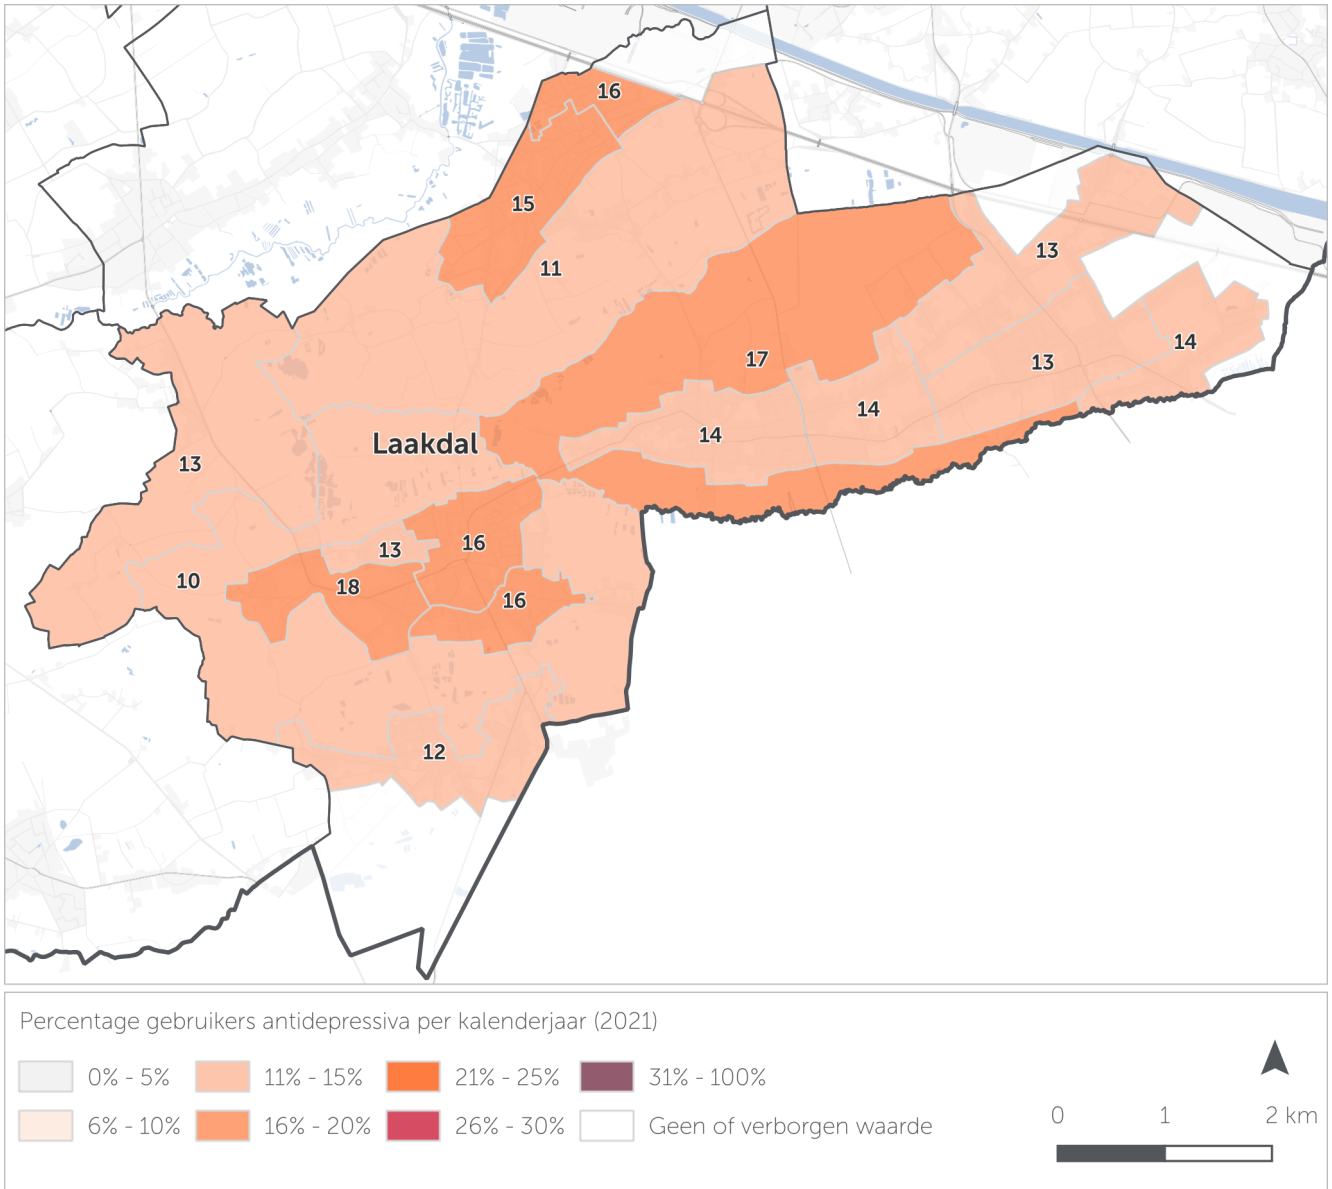 16
15
11
13
17
13
14
14
14
Laakdal
13
16
13
10
18
16
12
Percentage gebruikers antidepressiva per kalenderjaar (2021)
0% - 5%
11% - 15%
21% - 25%
31% - 100%
6% - 10%
16% - 20%
26% - 30%
Geen of verborgen waarde
0 1 2 km